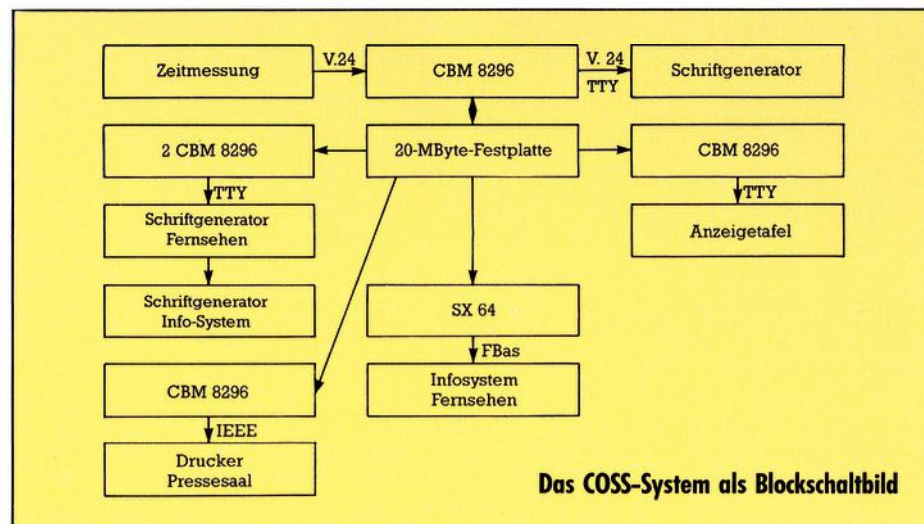 Zeitmessung
V.24
CBM 8296
V. 24
TTY
Schriftgenerator
2 CBM 8296
20-MByte-Festplatte
CBM 8296
TTY
TTY
Schriftgenerator
Fernsehen
Anzeigetafel
Schriftgenerator
Info-System
SX 64
FBas
CBM 8296
Infosystem
Fernsehen
IEEE
Drucker
Pressesaal
Das COSS-System als Blockschaltbild